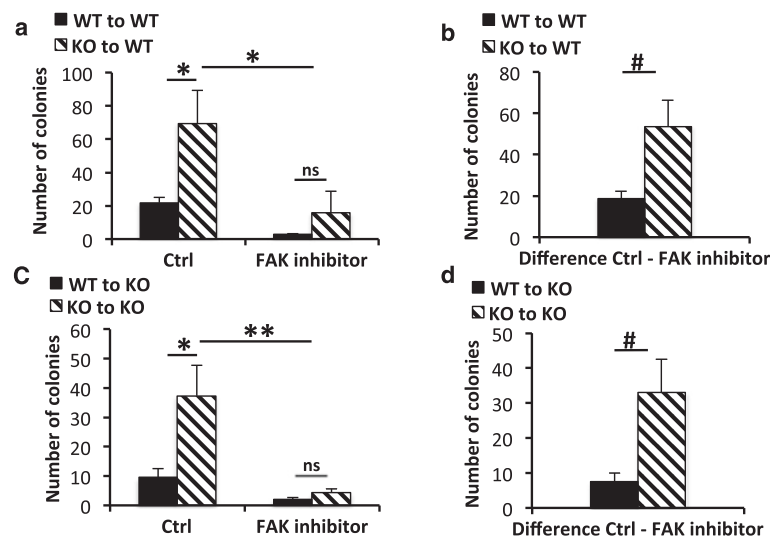 a
WT to WT
KO to WT
Number of colonies
100
80
60
40
20
0
*
*
ns
Ctrl
FAK inhibitor
b
WT to WT
KO to WT
Number of colonies
80
60
40
20
0
#
Difference Ctrl - FAK inhibitor
C
WT to KO
KO to KO
Number of colonies
60
50
40
30
20
10
0
*
**
ns
Ctrl
FAK inhibitor
d
WT to KO
KO to KO
Number of colonies
50
40
30
20
10
0
#
Difference Ctrl - FAK inhibitor